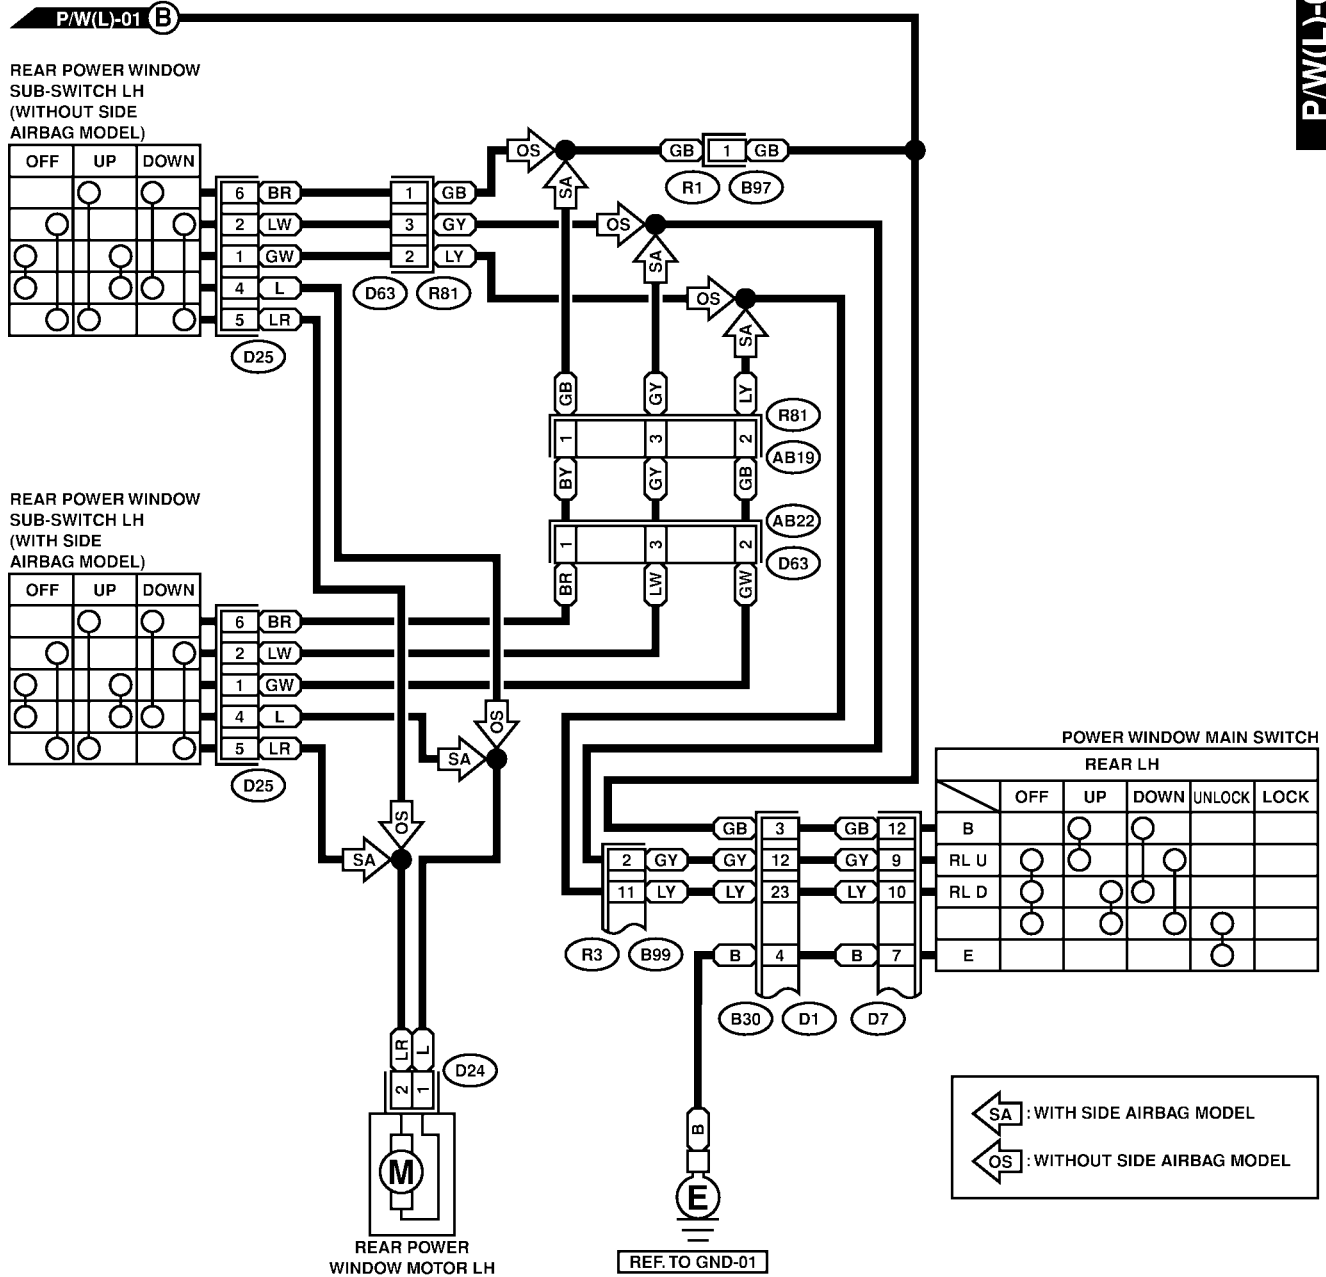 P/W(L)-01 B
P/W(L)-
REAR POWER WINDOW
SUB-SWITCH LH
(WITHOUT SIDE
AIRBAG MODEL)
OFF UP DOWN
OS GB 1 GB
R1 B97
SA
6 BR 1 GB
2 LW 3 GY OS
1 GW 2 LY
SA
4 L D63 R81 OS
5 LR
SA
D25
GB GY LY
R81
1 3 2
AB19
BY GY GB
AB22
1 3 2
D63
BR LW GW
REAR POWER WINDOW
SUB-SWITCH LH
(WITH SIDE
AIRBAG MODEL)
OFF UP DOWN
6 BR
2 LW
1 GW
4 L
5 LR
D25
OS
SA
OS
SA
POWER WINDOW MAIN SWITCH
REAR LH
OFF UP DOWN UNLOCK LOCK
GB 3 GB 12 B
2 GY GY 12 GY 9 RL U
11 LY LY 23 LY 10 RL D
R3 B99 B 4 B 7 E
B30 D1 D7
LR L
D24
2 1
M
REAR POWER
WINDOW MOTOR LH
B
E
REF. TO GND-01
SA : WITH SIDE AIRBAG MODEL
OS : WITHOUT SIDE AIRBAG MODEL